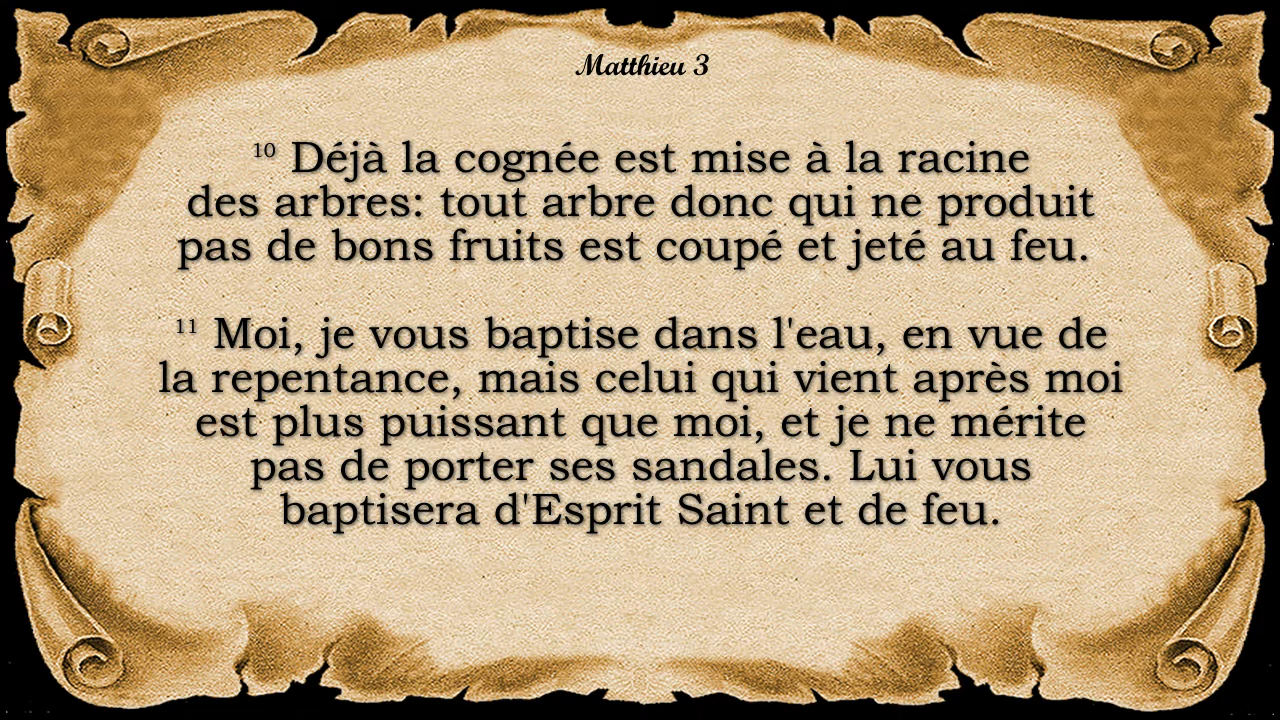 Matthieu 3
10 Déjà la cognée est mise à la racine
des arbres: tout arbre donc qui ne produit
pas de bons fruits est coupé et jeté au feu.
11 Moi, je vous baptise dans l'eau, en vue de
la repentance, mais celui qui vient après moi
est plus puissant que moi, et je ne mérite
pas de porter ses sandales. Lui vous
baptisera d'Esprit Saint et de feu.